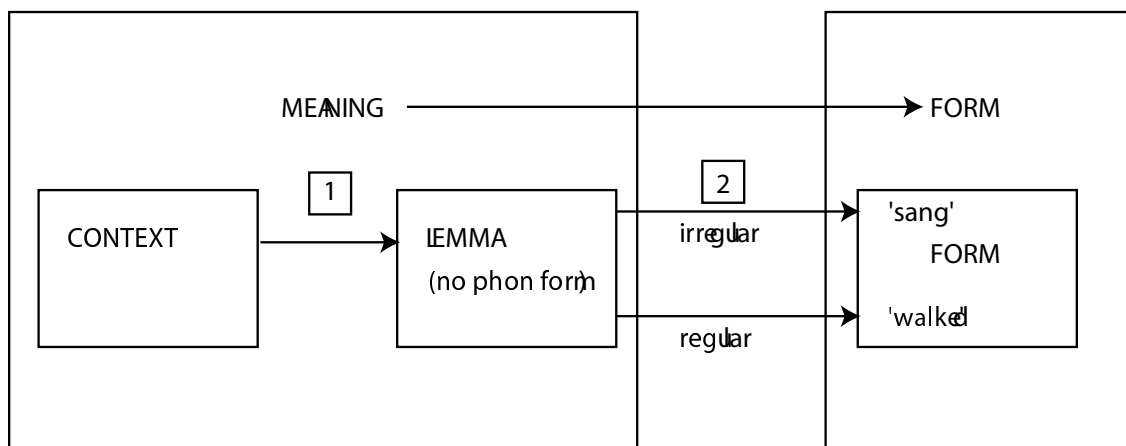 MEANING
FORM
1
2
CONTEXT
LEMMA
(no phon form)
irregular
regular
'sang'
FORM
'walked'